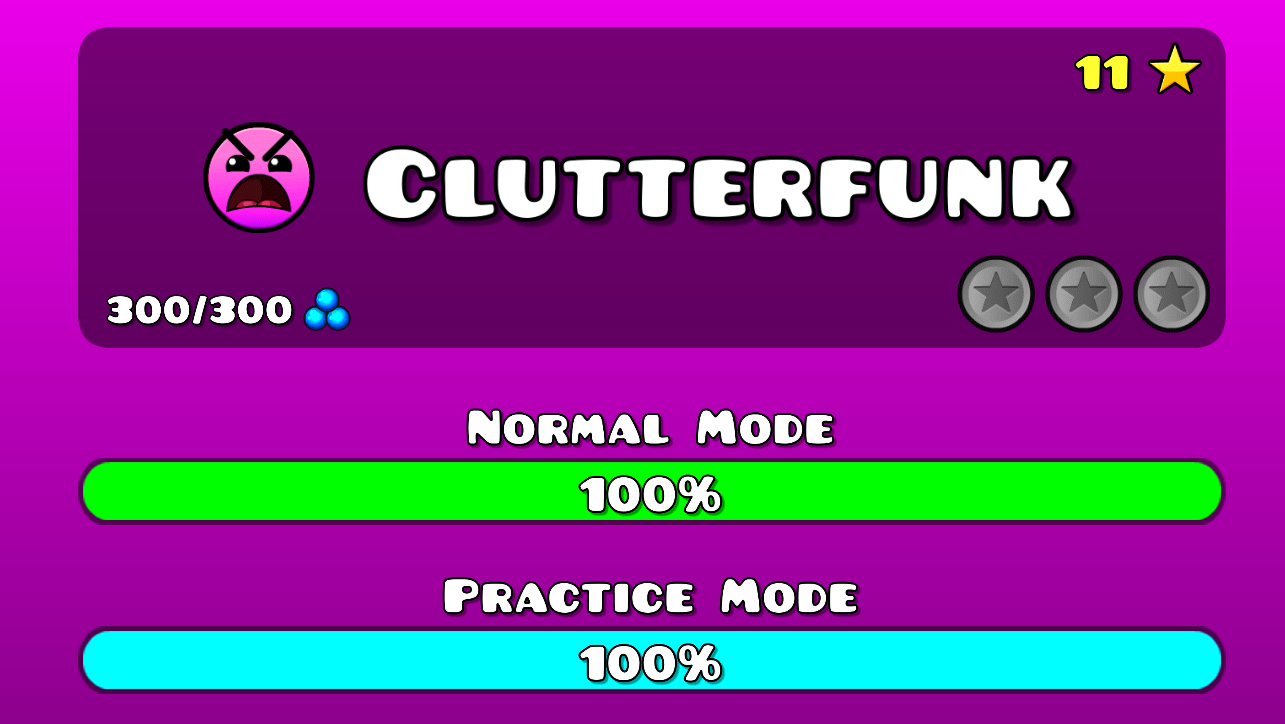 11
Clutterfunk
300/300
Normal Mode
100%
Practice Mode
100%